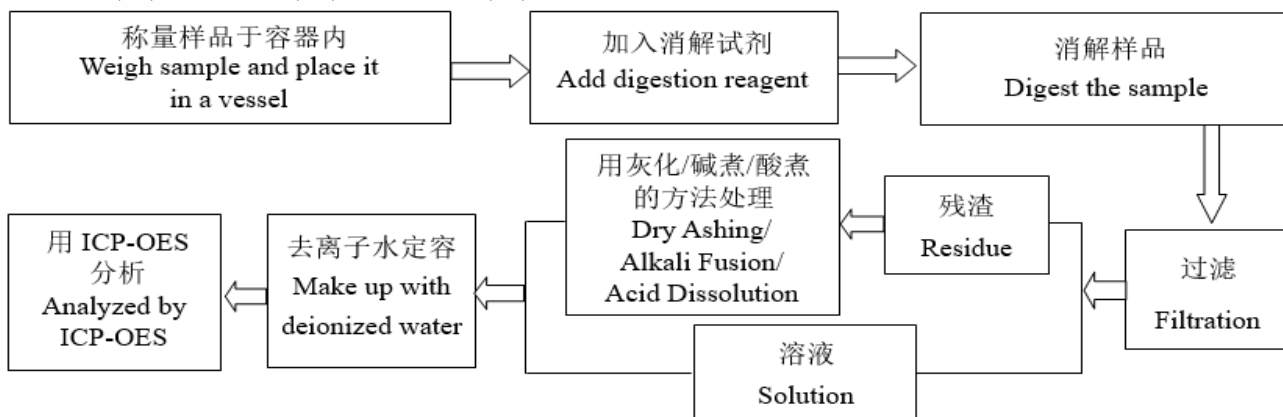 称量样品于容器内
Weigh sample and place it
in a vessel
加入消解试剂
Add digestion reagent
消解样品
Digest the sample
过滤
Filtration
残渣
Residue
用灰化/碱煮/酸煮
的方法处理
Dry Ashing/
Alkali Fusion/
Acid Dissolution
溶液
Solution
去离子水定容
Make up with
deionized water
用 ICP-OES
分析
Analyzed by
ICP-OES